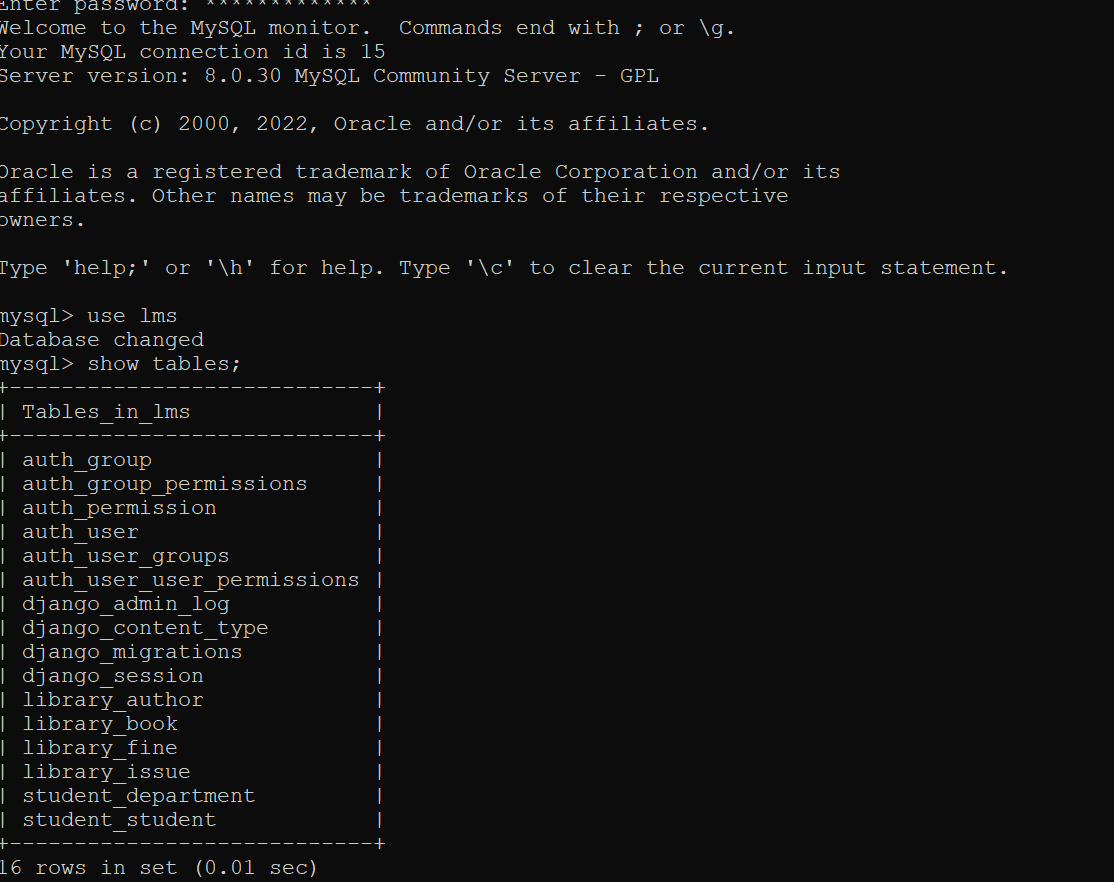 Enter password: *************
Welcome to the MySQL monitor.  Commands end with ; or \g.
Your MySQL connection id is 15
Server version: 8.0.30 MySQL Community Server - GPL

Copyright (c) 2000, 2022, Oracle and/or its affiliates.

Oracle is a registered trademark of Oracle Corporation and/or its
affiliates. Other names may be trademarks of their respective
owners.

Type 'help;' or '\h' for help. Type '\c' to clear the current input statement.

mysql> use lms
Database changed
mysql> show tables;
+----------------------------+
| Tables_in_lms              |
+----------------------------+
| auth_group                 |
| auth_group_permissions     |
| auth_permission            |
| auth_user                  |
| auth_user_groups           |
| auth_user_user_permissions |
| django_admin_log           |
| django_content_type        |
| django_migrations          |
| django_session             |
| library_author             |
| library_book               |
| library_fine               |
| library_issue              |
| student_department         |
| student_student            |
+----------------------------+
16 rows in set (0.01 sec)